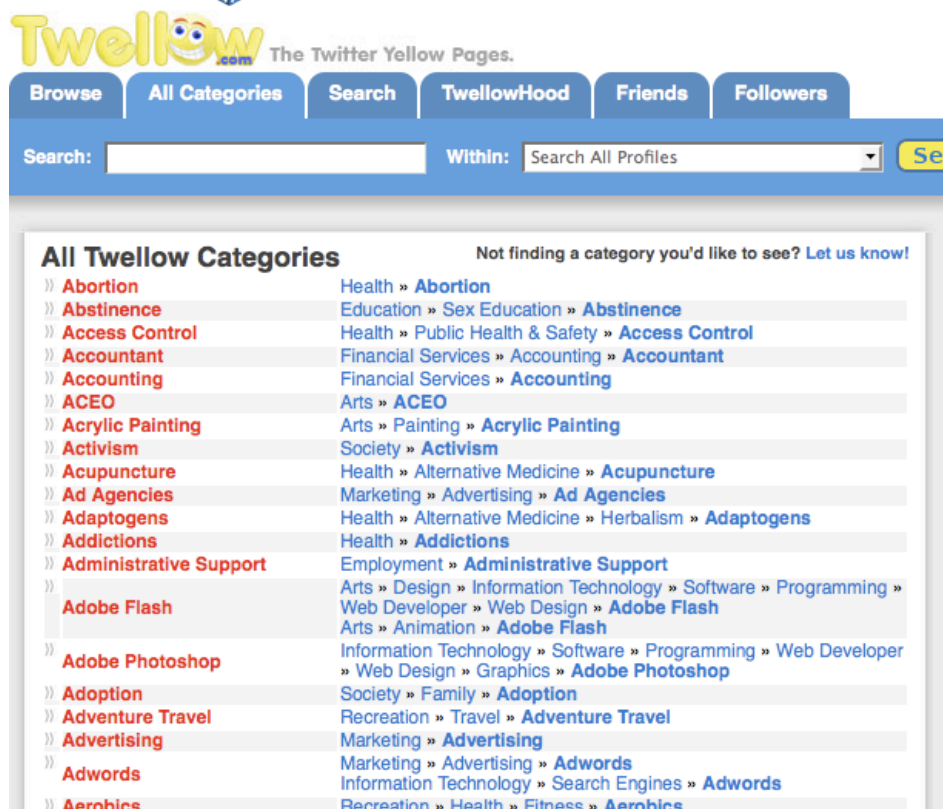 Twellow.com The Twitter Yellow Pages.
Browse All Categories Search TwellowHood Friends Followers
Search: Within: Search All Profiles Se
All Twellow Categories Not finding a category you'd like to see? Let us know!
» Abortion Health » Abortion
» Abstinence Education » Sex Education » Abstinence
» Access Control Health » Public Health & Safety » Access Control
» Accountant Financial Services » Accounting » Accountant
» Accounting Financial Services » Accounting
» ACEO Arts » ACEO
» Acrylic Painting Arts » Painting » Acrylic Painting
» Activism Society » Activism
» Acupuncture Health » Alternative Medicine » Acupuncture
» Ad Agencies Marketing » Advertising » Ad Agencies
» Adaptogens Health » Alternative Medicine » Herbalism » Adaptogens
» Addictions Health » Addictions
» Administrative Support Employment » Administrative Support
» Adobe Flash Arts » Design » Information Technology » Software » Programming »
Web Developer » Web Design » Adobe Flash
Arts » Animation » Adobe Flash
» Adobe Photoshop Information Technology » Software » Programming » Web Developer
» Web Design » Graphics » Adobe Photoshop
» Adoption Society » Family » Adoption
» Adventure Travel Recreation » Travel » Adventure Travel
» Advertising Marketing » Advertising
» Adwords Marketing » Advertising » Adwords
Information Technology » Search Engines » Adwords
» Aerobics Recreation » Health » Fitness » Aerobics